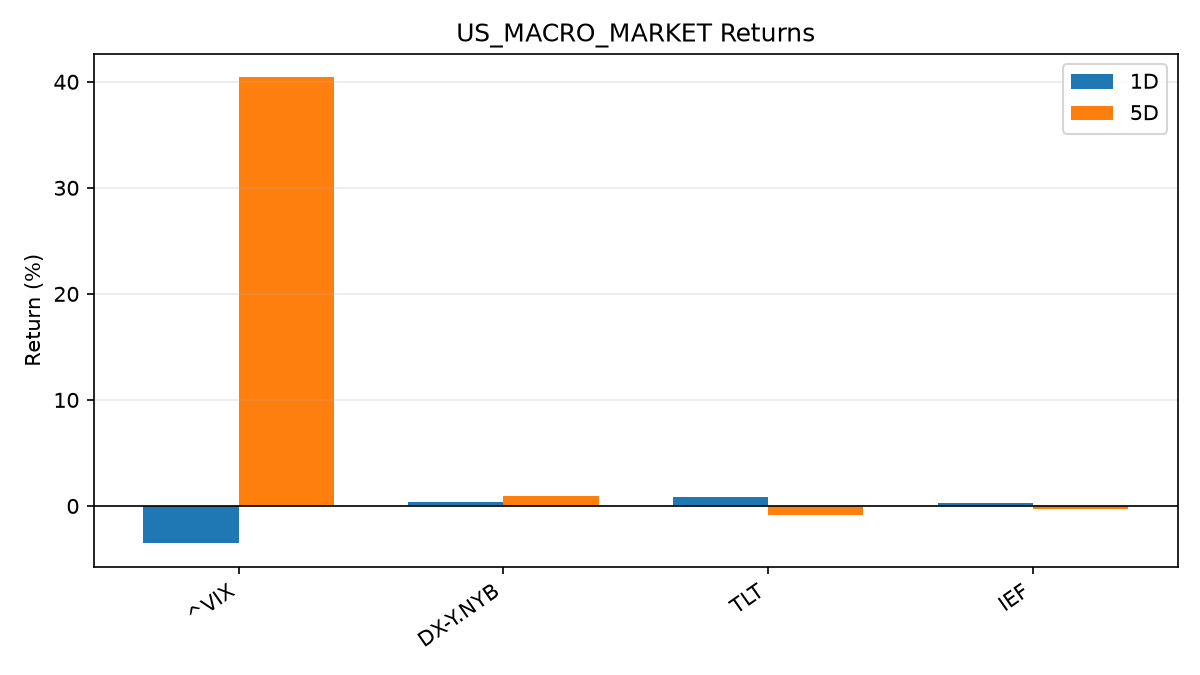 US_MACRO_MARKET Returns
1D
5D
Return (%)
40
30
20
10
0
^VIX
DX-Y.NYB
TLT
IEF